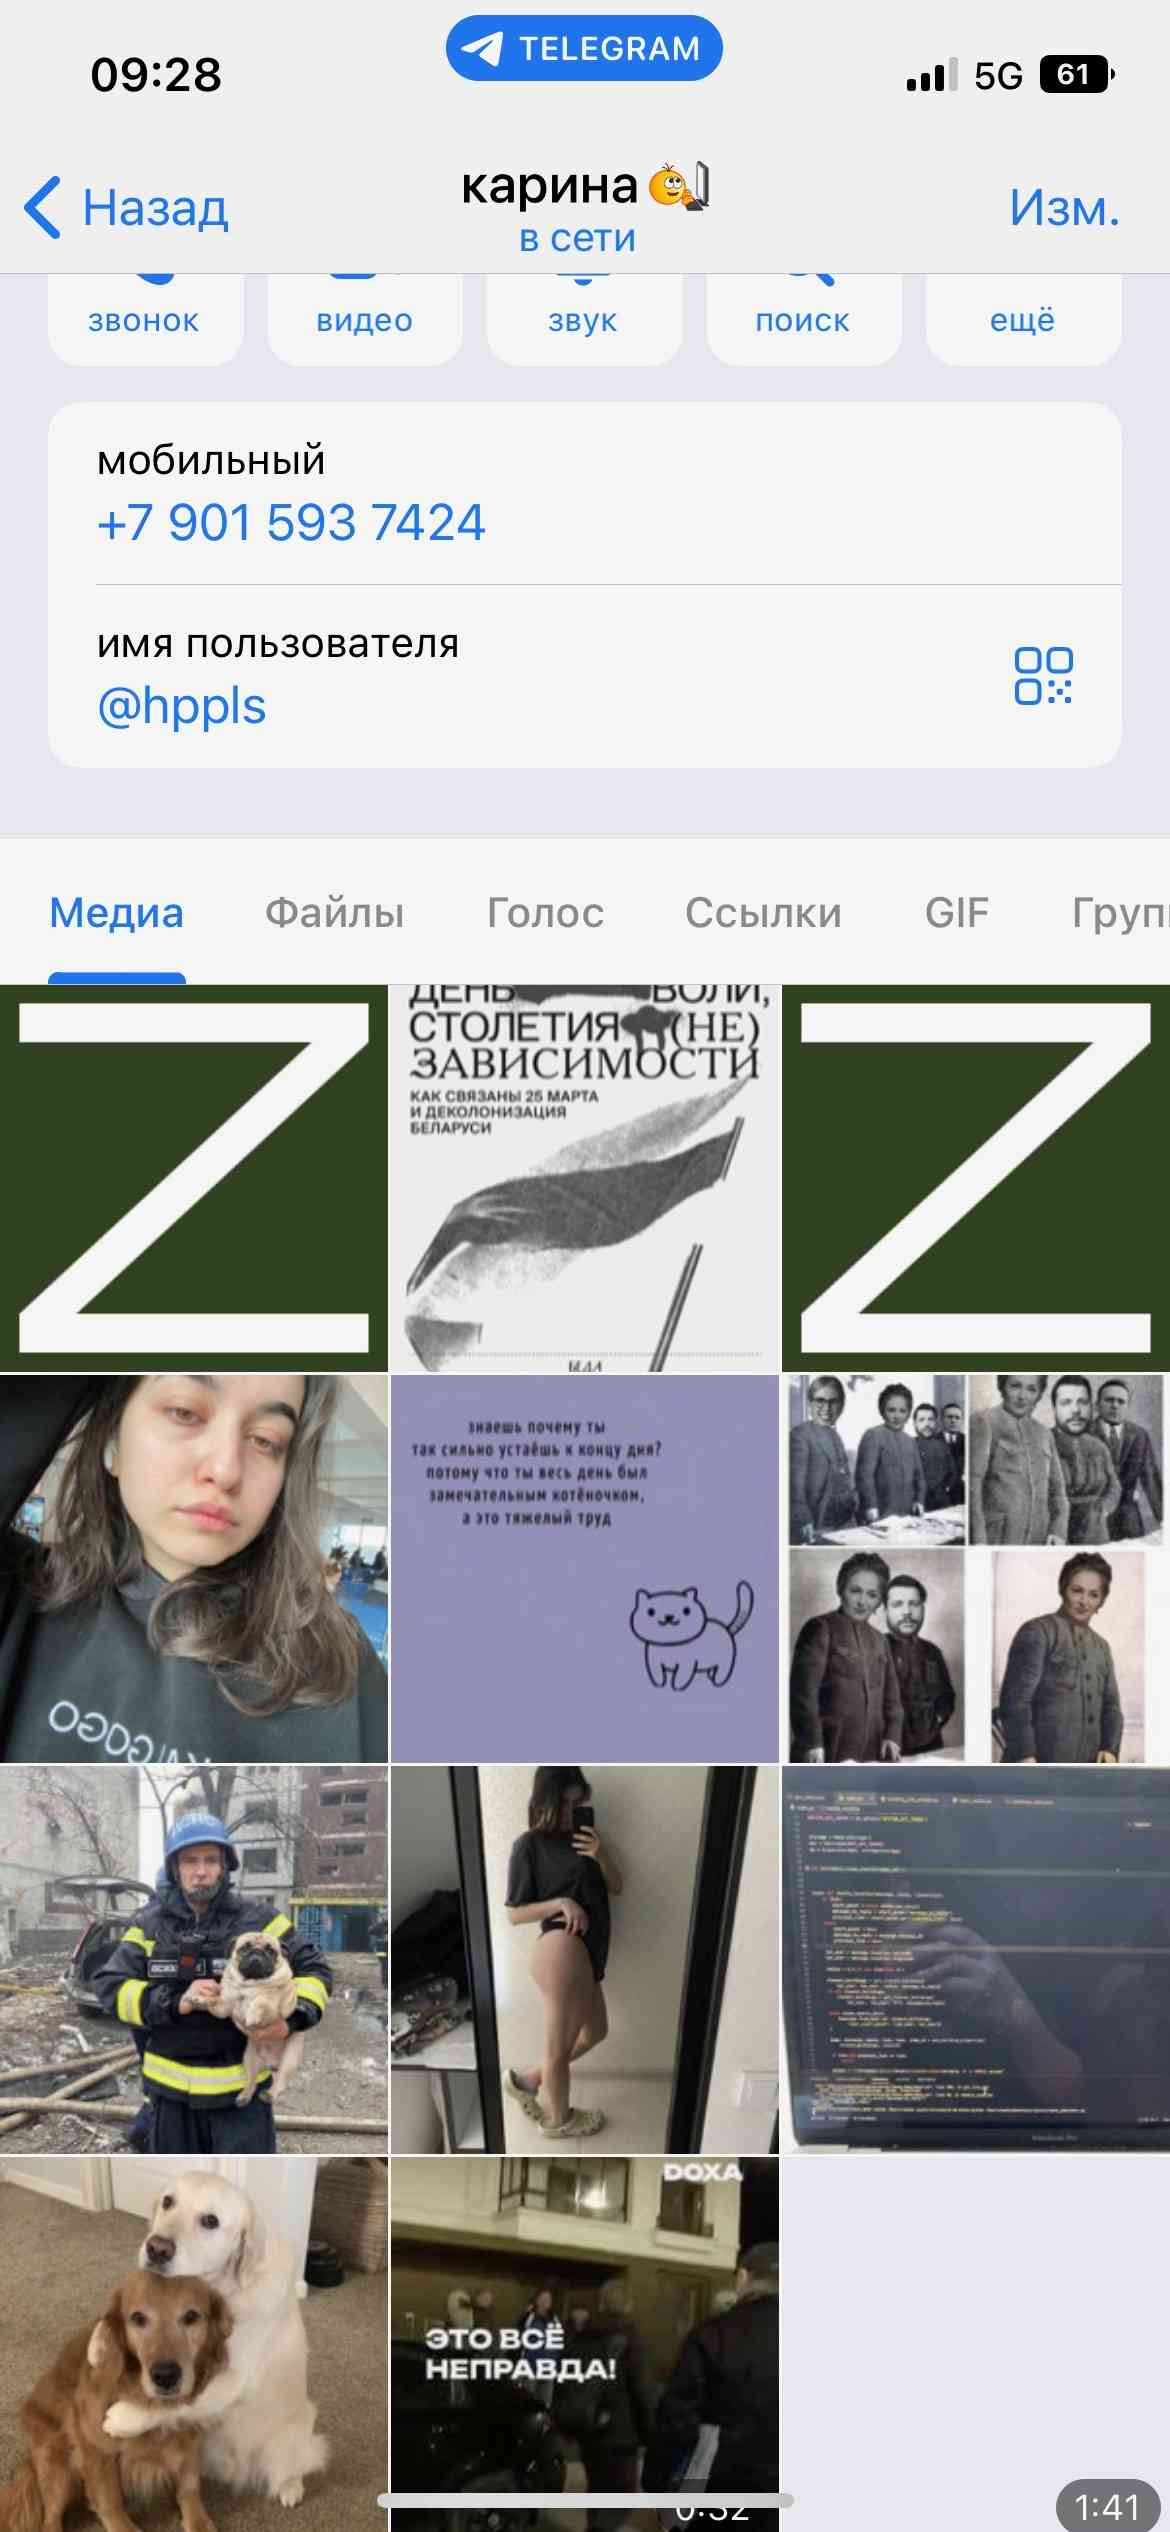 09:28
TELEGRAM
5G
61
Назад
карина
в сети
Изм.
звонок
видео
звук
поиск
ещё
мобильный
+7 901 593 7424
имя пользователя
@hppls
Медиа
Файлы
Голос
Ссылки
GIF
Груп
Z
ДЕНЬ ВОЛИ,
СТОЛЕТИЯ (НЕ)
ЗАВИСИМОСТИ
КАК СВЯЗАНЫ 25 МАРТА
И ДЕКОЛОНИЗАЦИЯ
БЕЛАРУСИ
Z
знаешь почему ты
так сильно устаёшь к концу дня?
потому что ты весь день был
замечательным котёночком,
а это тяжелый труд
DOXA
ЭТО ВСЁ
НЕПРАВДА!
0:32
1:41